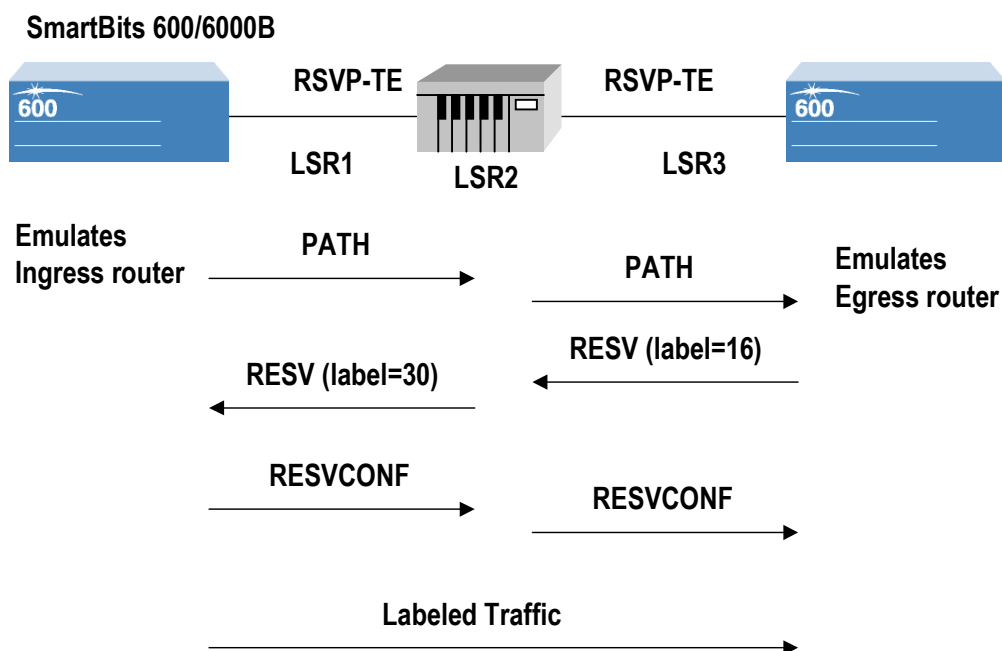 SmartBits 600/6000B
600
RSVP-TE
RSVP-TE
600
LSR1
LSR2
LSR3
Emulates
Ingress router
PATH
PATH
Emulates
Egress router
RESV (label=16)
RESV (label=30)
RESVCONF
RESVCONF
Labeled Traffic